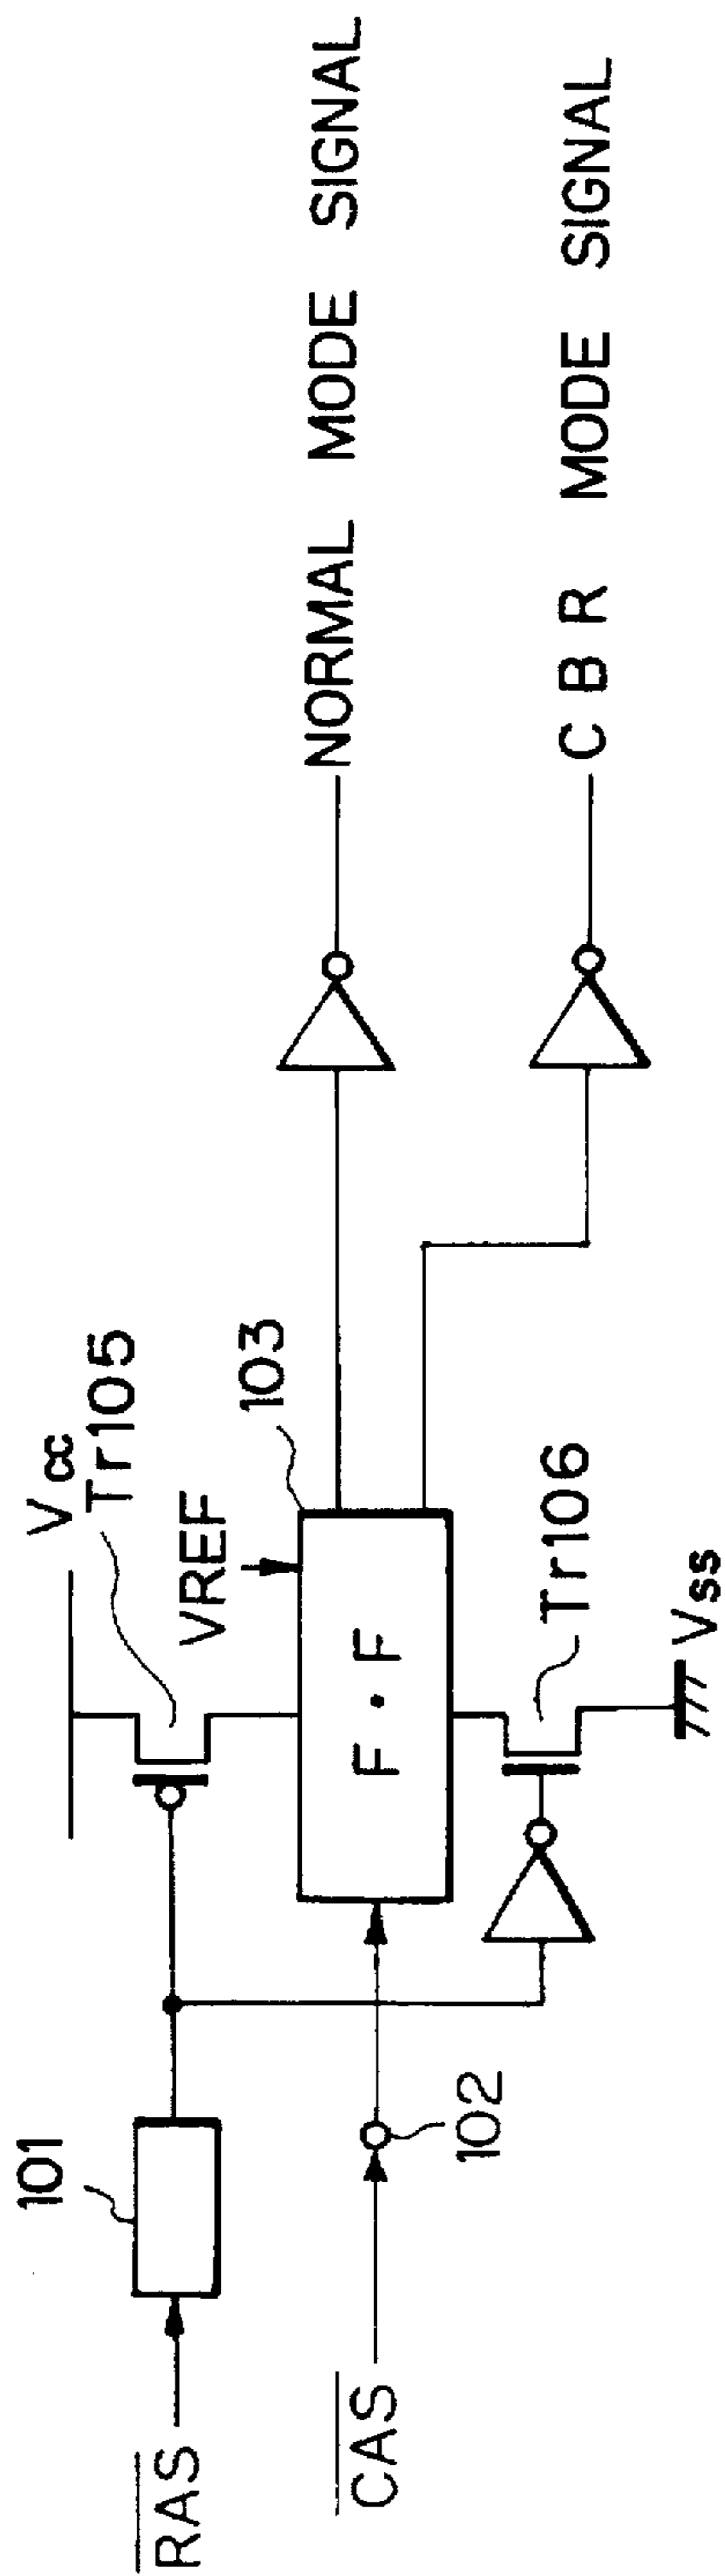 Vcc
Tr105
VREF
103
NORMAL MODE SIGNAL
101
RAS
F・F
CAS
102
Tr106
Vss
C B R MODE SIGNAL